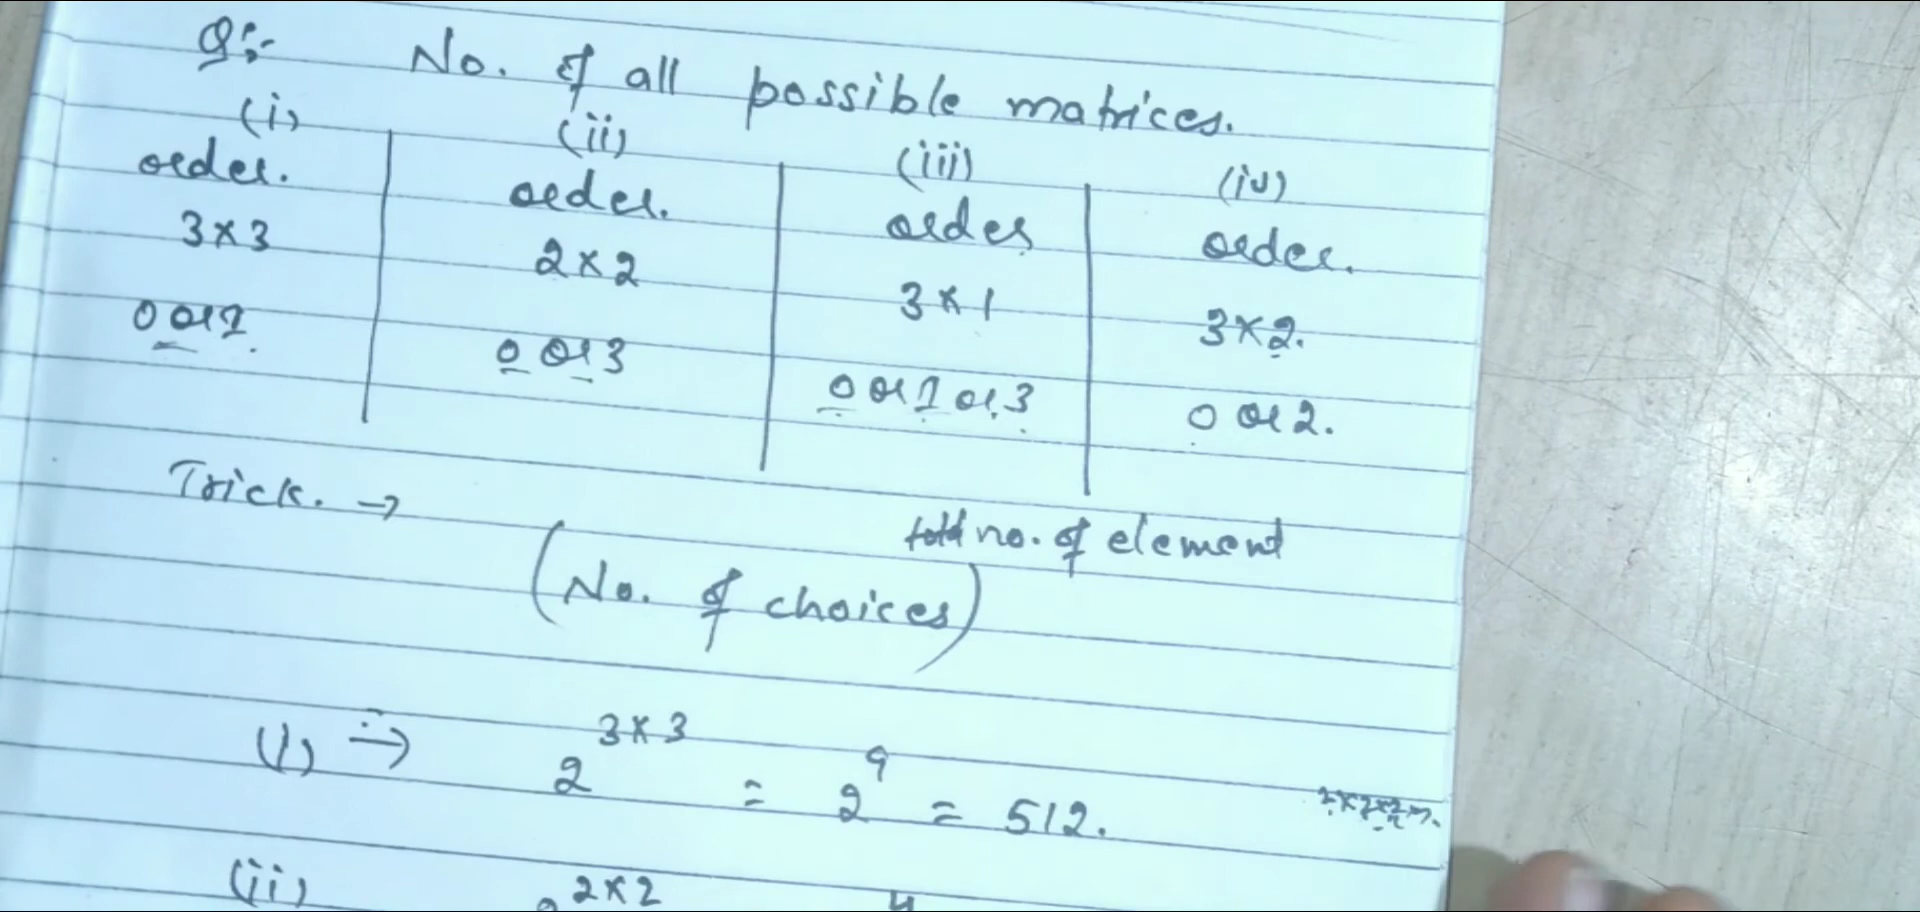 Q:- No. of all possible matrices.
(i) (ii) (iii) (iv)
order. order. order order.
3×3 2×2 3×1 3×2.
0 or 1. 0 or 3 0 or 1 or 3 0 or 2.
Trick. →
total no. of element
(No. of choices)
(i) → 2^{3×3} = 2^9 = 512.
(ii) 2×2 4